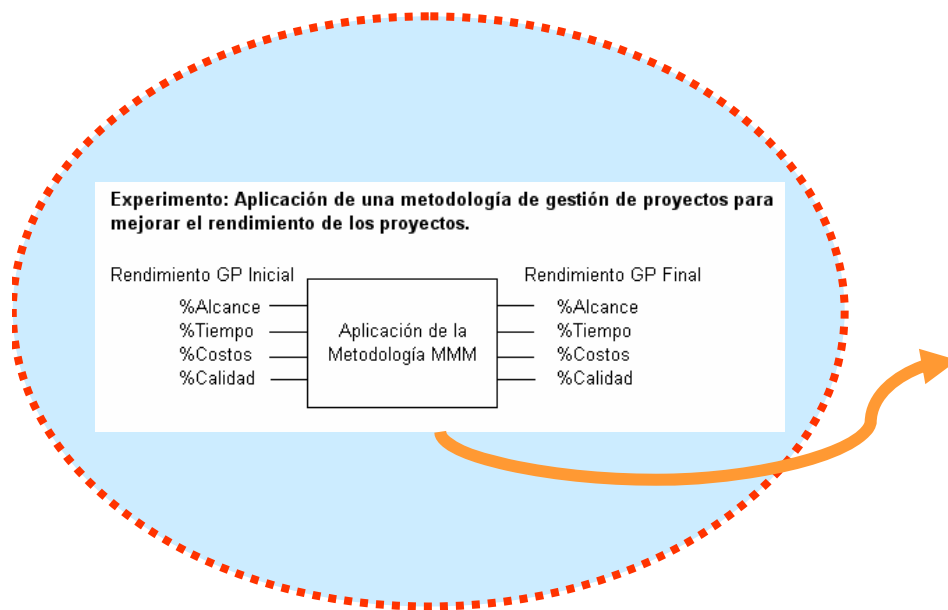 Experimento: Aplicación de una metodología de gestión de proyectos para
mejorar el rendimiento de los proyectos.
Rendimiento GP Inicial
%Alcance
%Tiempo
%Costos
%Calidad
Aplicación de la
Metodología MMM
Rendimiento GP Final
%Alcance
%Tiempo
%Costos
%Calidad